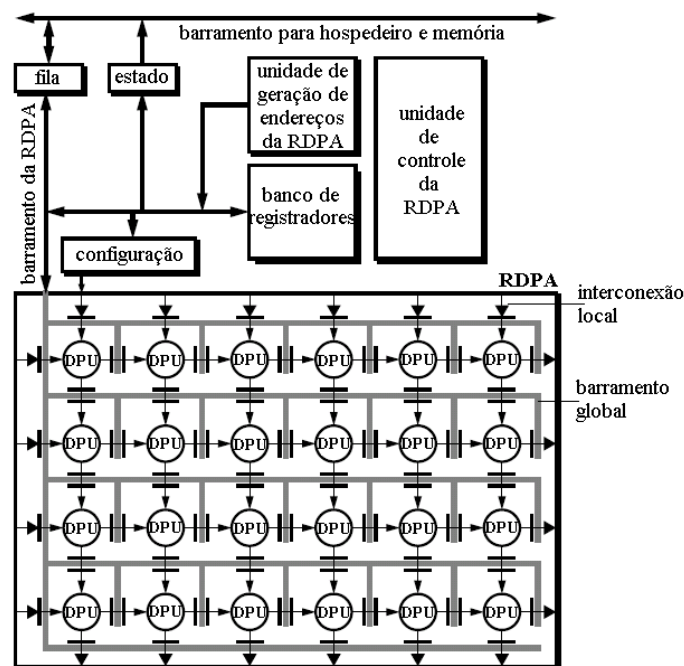 barramento para hospedeiro e memória
fila
estado
unidade de
geração de
endereços
da RDPA
unidade
de
controle
da
RDPA
barramento da RDPA
banco de
registradores
configuração
RDPA
interconexão
local
DPU DPU DPU DPU DPU DPU
barramento
global
DPU DPU DPU DPU DPU DPU
DPU DPU DPU DPU DPU DPU
DPU DPU DPU DPU DPU DPU